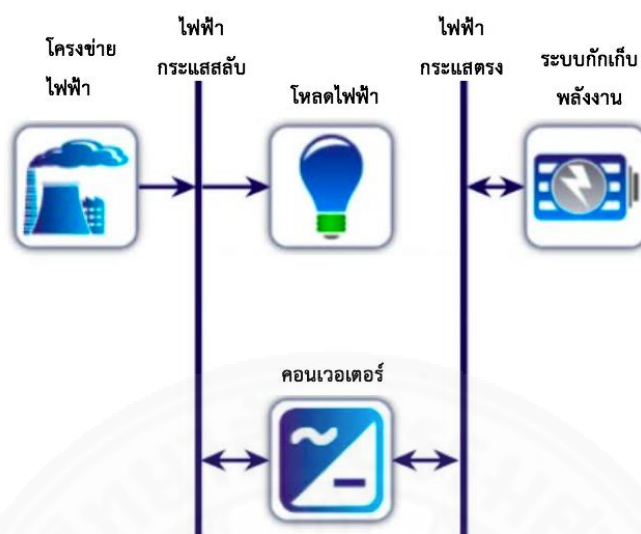 โครงข่าย
ไฟฟ้า
ไฟฟ้า
กระแสสลับ
โหลดไฟฟ้า
ไฟฟ้า
กระแสตรง
ระบบกักเก็บ
พลังงาน
คอนเวอเตอร์